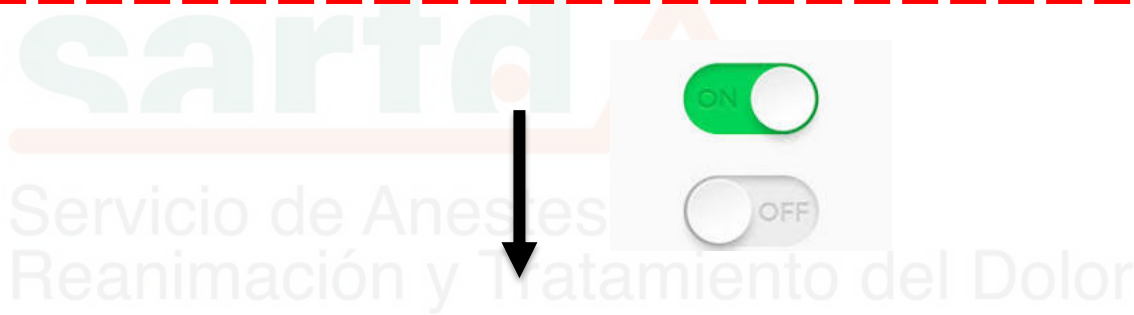 sartd
ON
OFF
Servicio de Anestes
Reanimación y Tratamiento del Dolor